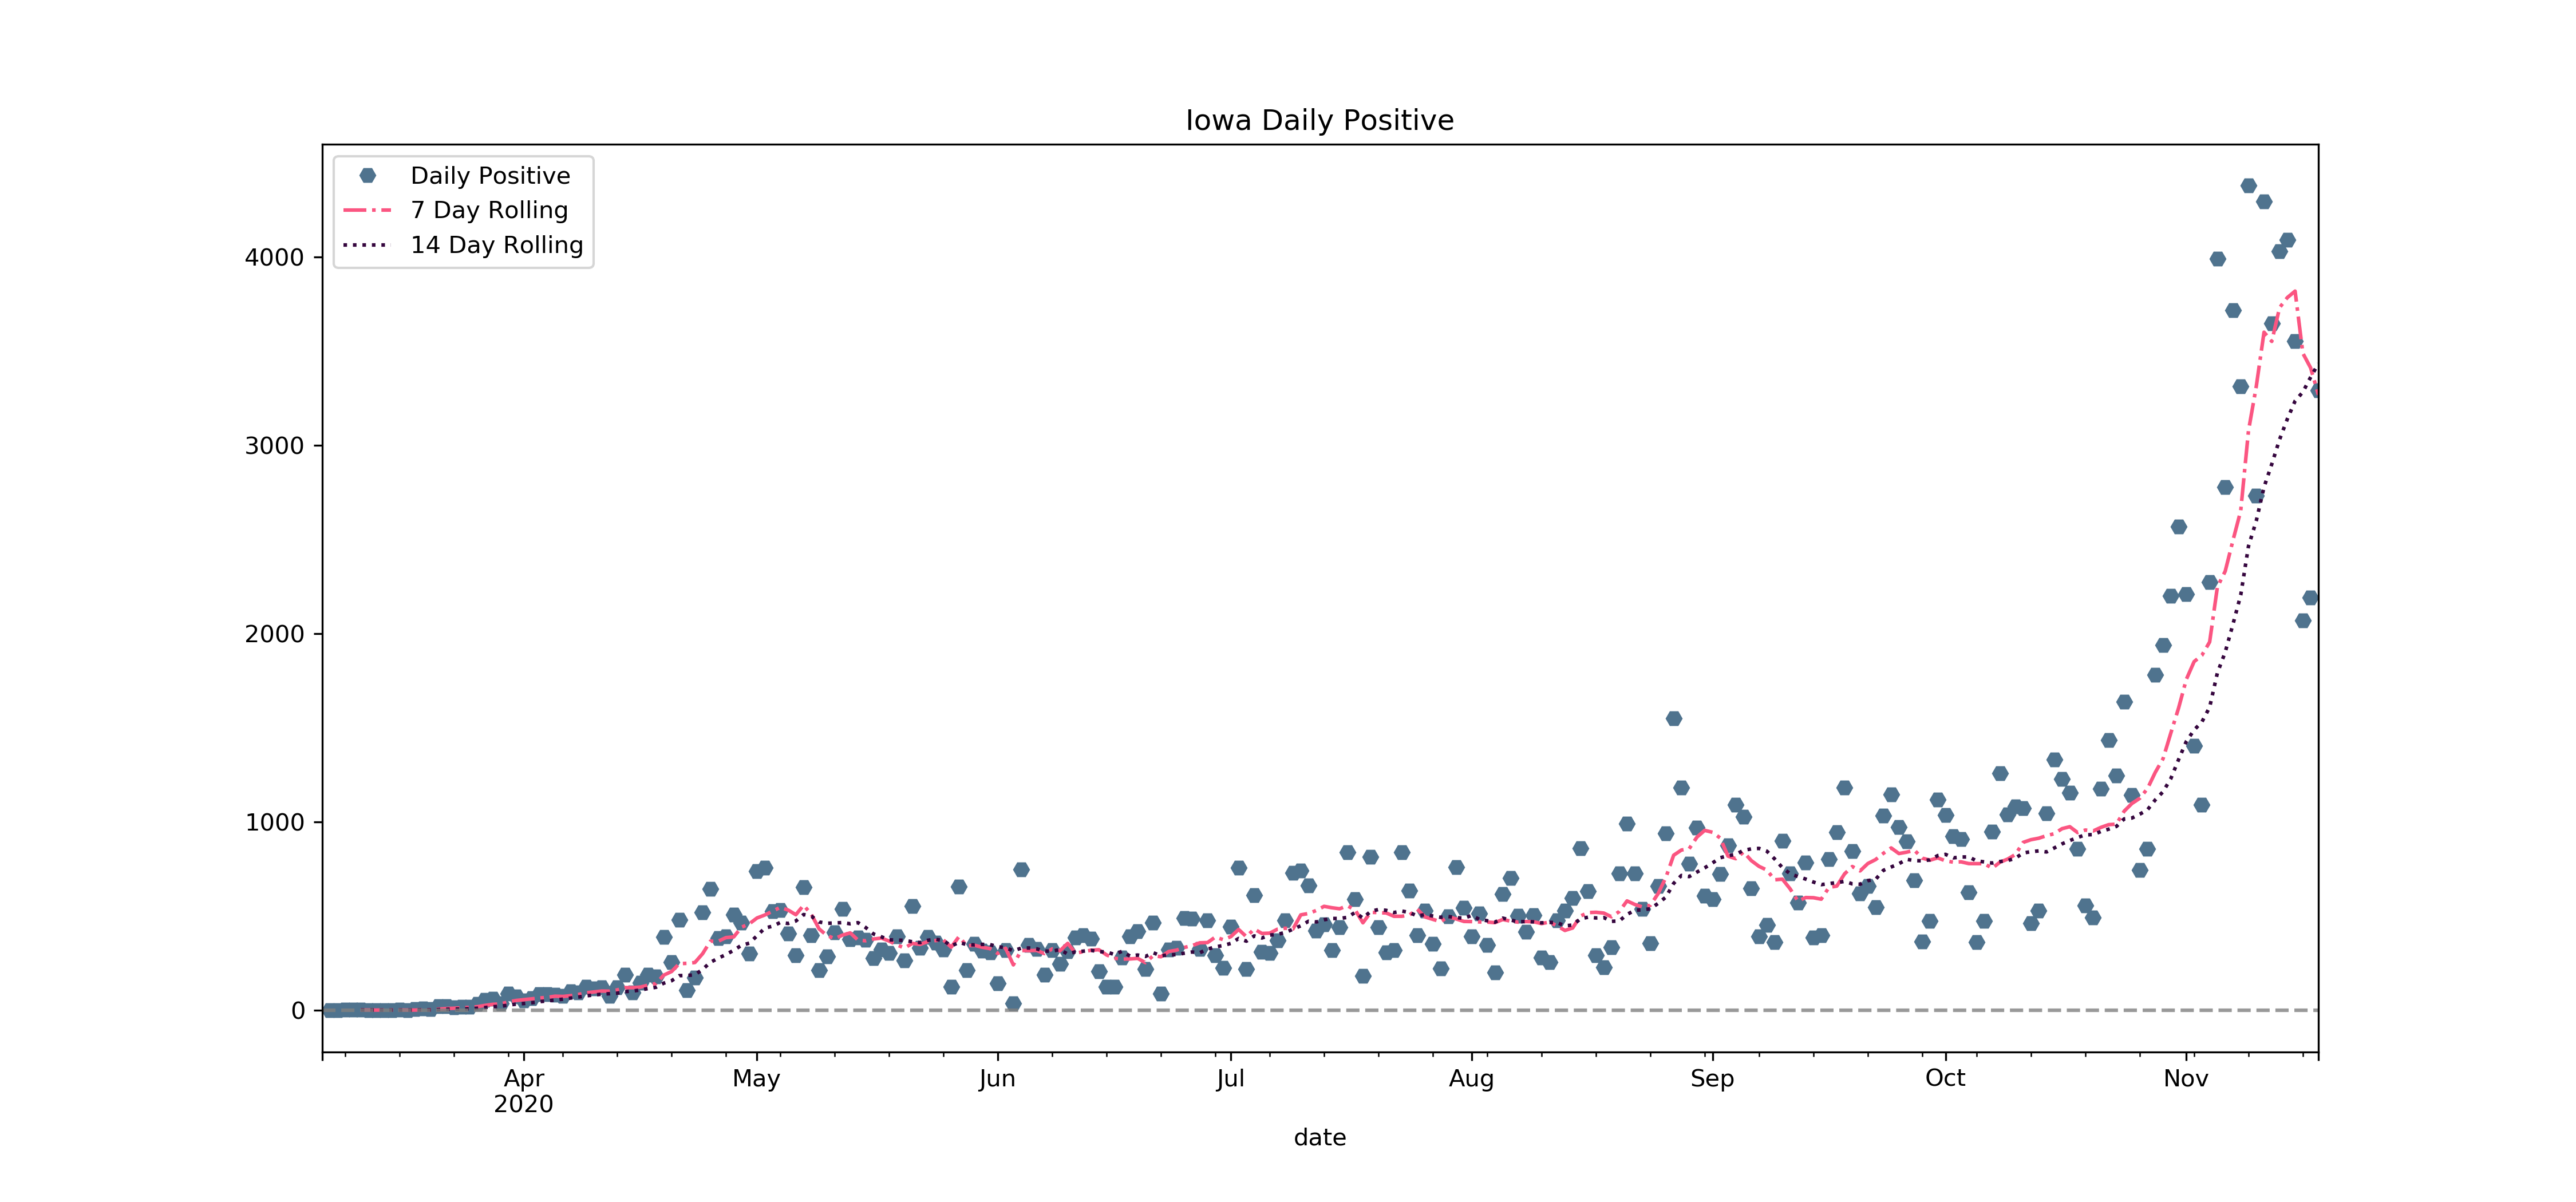 Iowa Daily Positive
Daily Positive
7 Day Rolling
14 Day Rolling
4000
3000
2000
1000
0
Apr May Jun Jul Aug Sep Oct Nov
2020
date